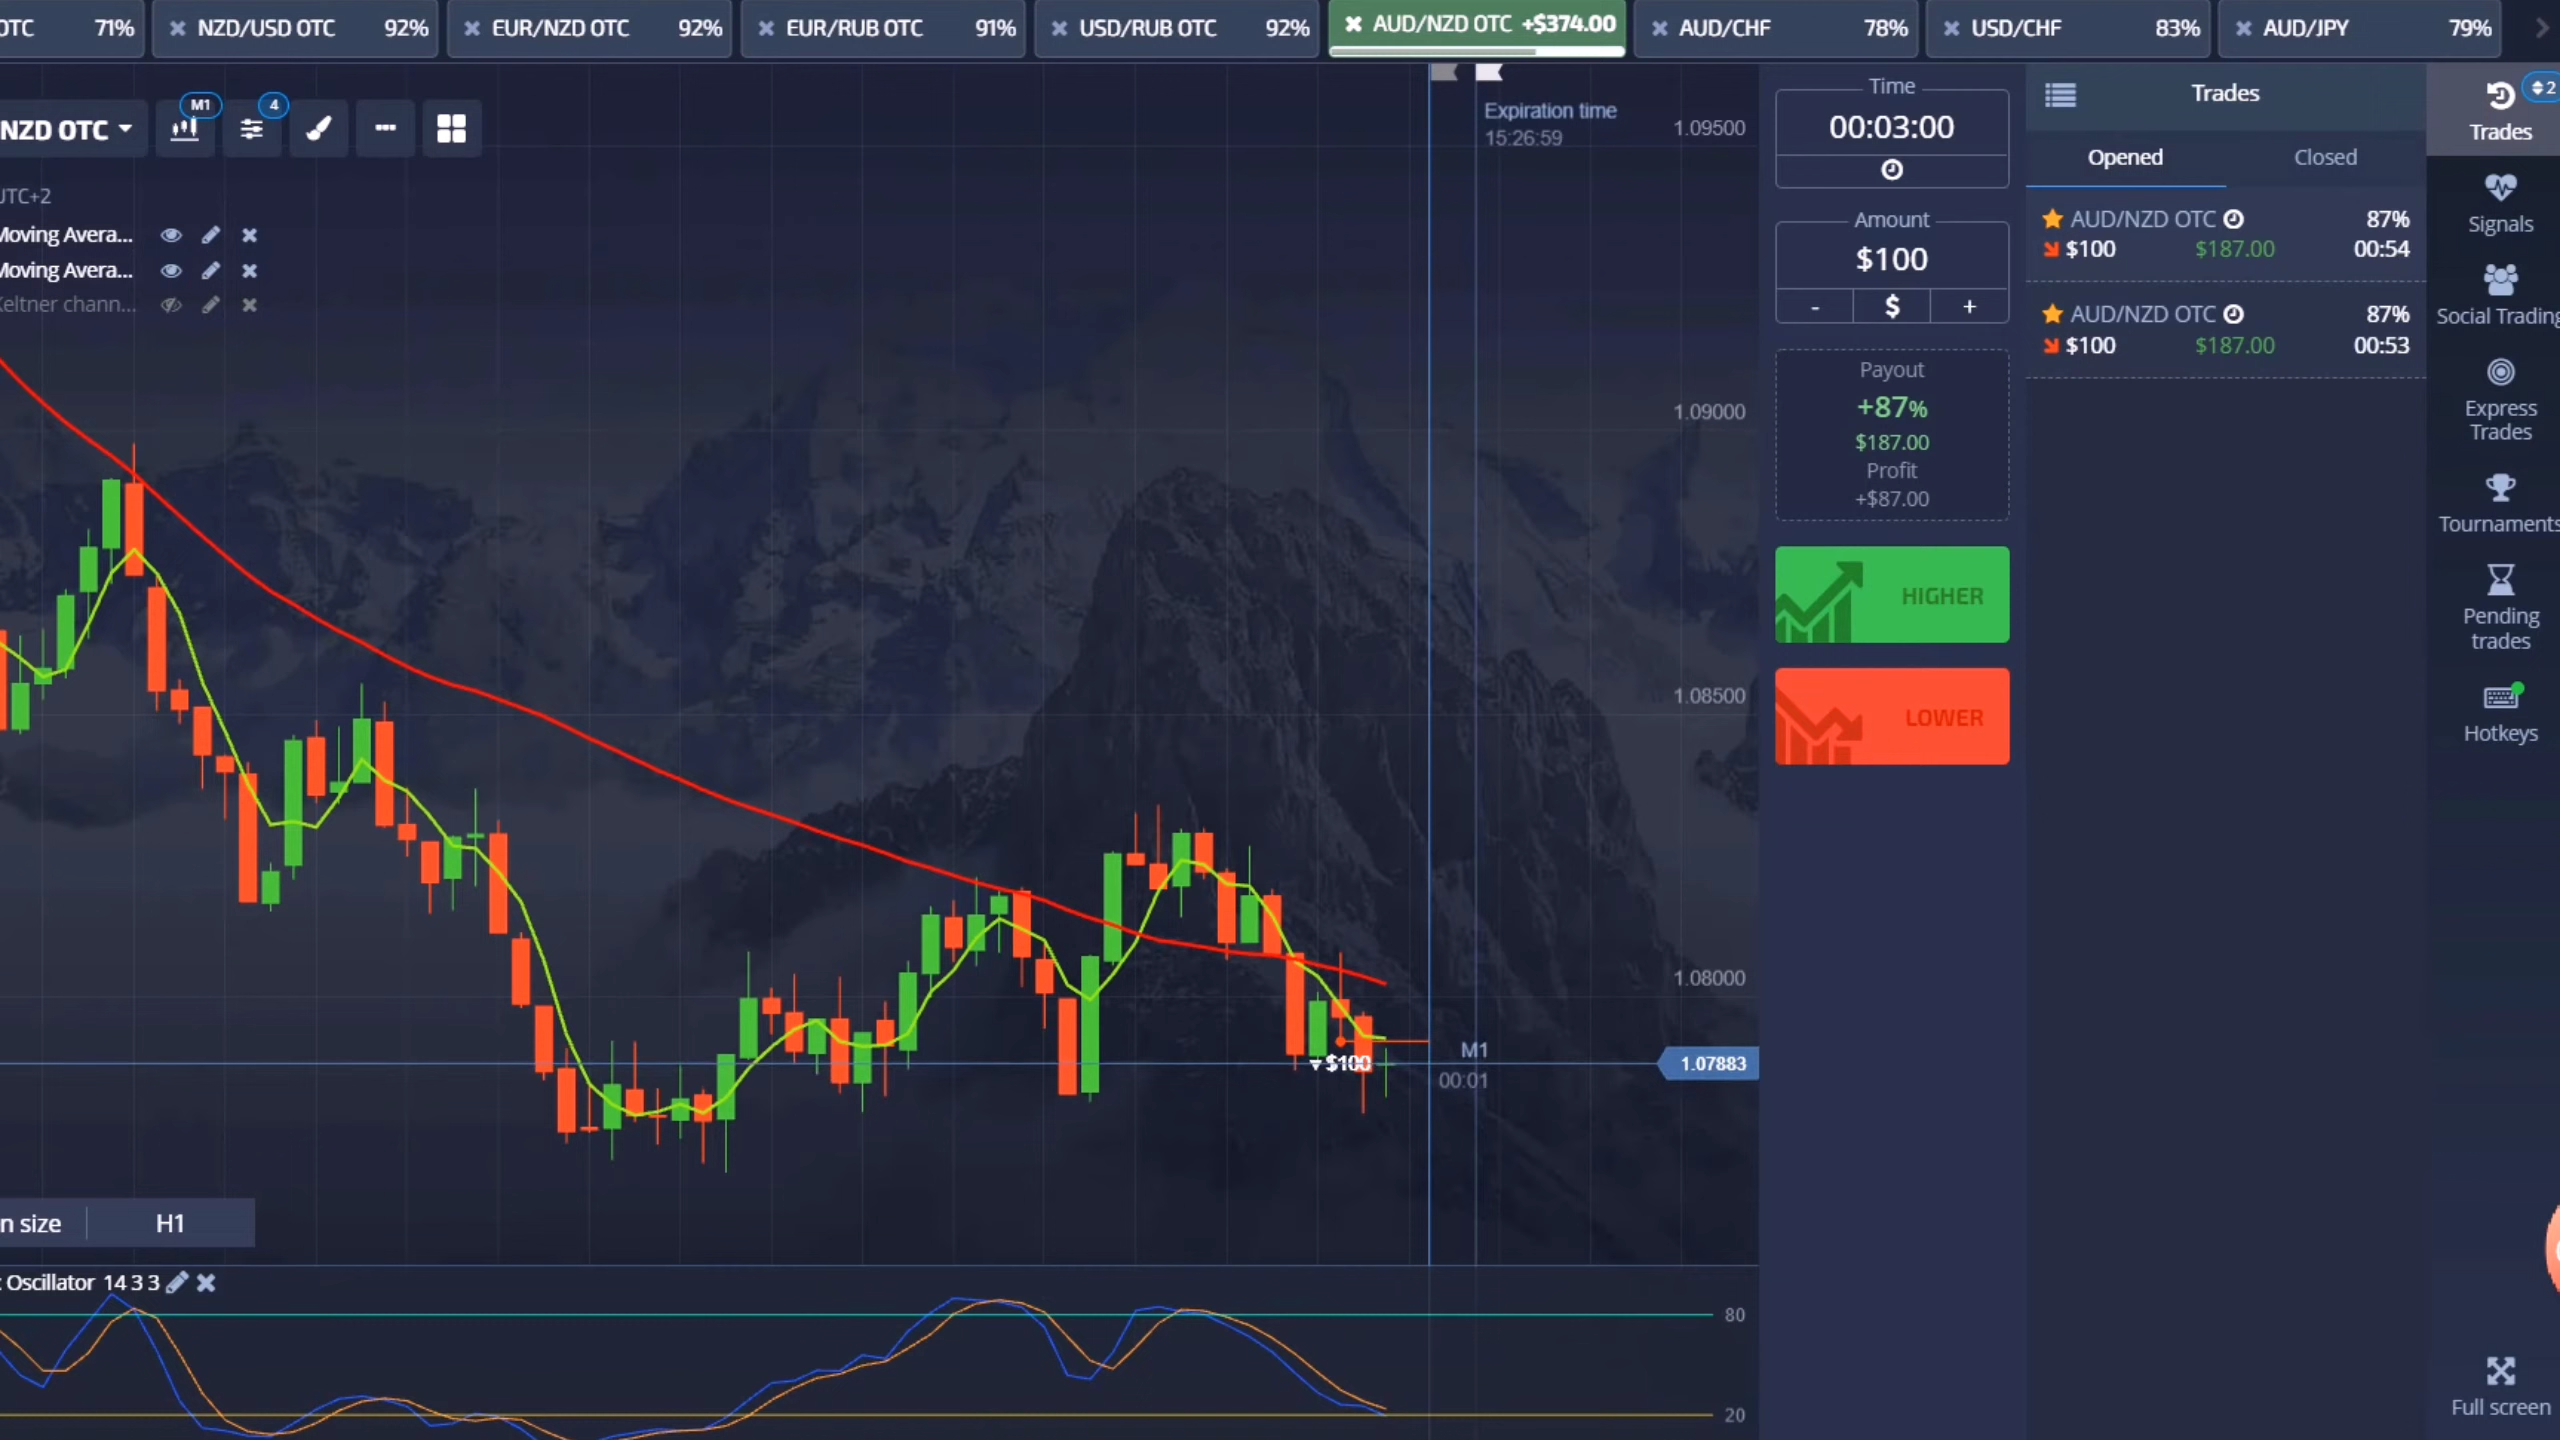 OTC 71%
NZD/USD OTC 92%
EUR/NZD OTC 92%
EUR/RUB OTC 91%
USD/RUB OTC 92%
AUD/NZD OTC +$374.00
AUD/CHF 78%
USD/CHF 83%
AUD/JPY 79%
NZD OTC
M1
4
UTC+2
Moving Avera...
Moving Avera...
Keltner chann...
Expiration time
15:26:59
1.09500
1.09000
1.08500
1.08000
1.07883
M1
00:01
$100
n size H1
Oscillator 14 3 3
80
20
Time
00:03:00
Amount
$100
- $ +
Payout
+87%
$187.00
Profit
+$87.00
HIGHER
LOWER
Trades
Opened Closed
AUD/NZD OTC 87%
$100 $187.00 00:54
AUD/NZD OTC 87%
$100 $187.00 00:53
2
Trades
Signals
Social Trading
Express
Trades
Tournaments
Pending
trades
Hotkeys
Full screen